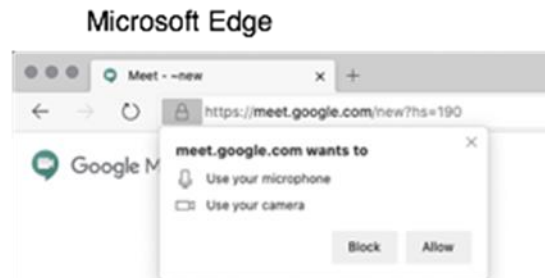 Microsoft Edge
Meet - ~new
https://meet.google.com/new?hs=190
Google M
meet.google.com wants to
Use your microphone
Use your camera
Block Allow